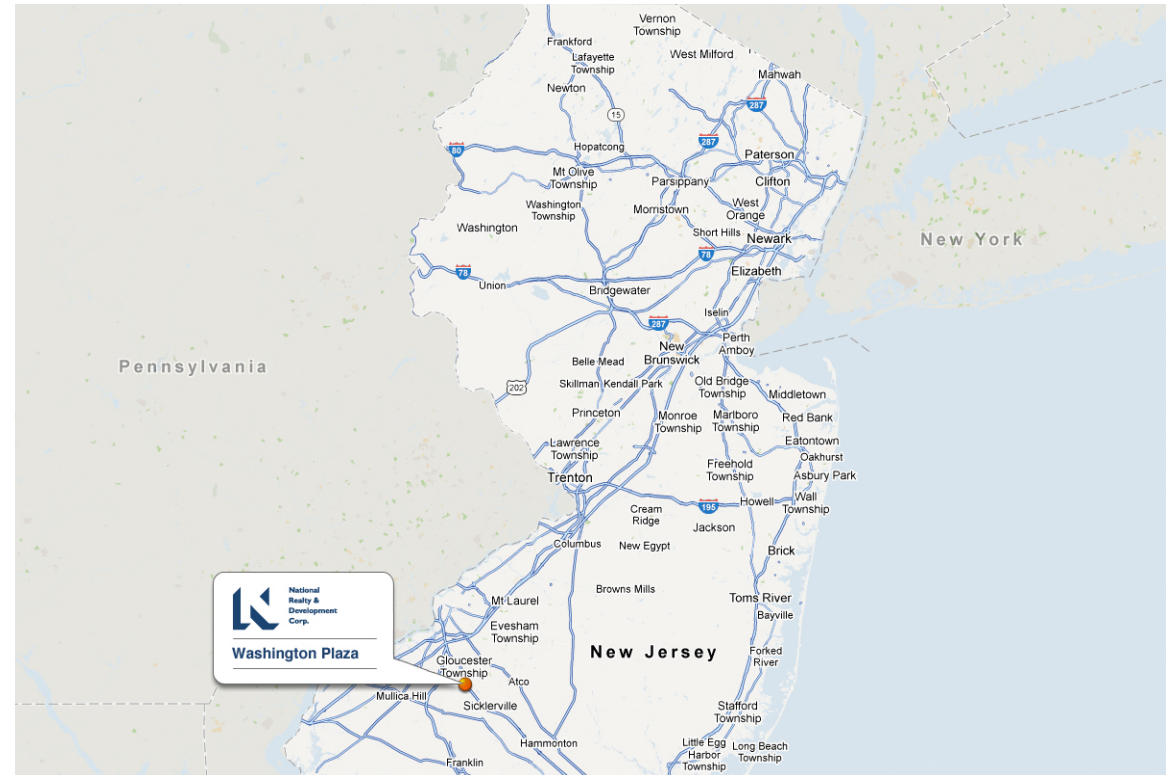 Vernon
Township
Frankford
Lafayette
Township
West Milford
Mahwah
Newton
287
15
287
80
Hopatcong
Paterson
Mt Olive
Township
Parsippany
Clifton
Washington
Township
Morristown
West
Orange
Washington
Short Hills
Newark
New York
78
78
Elizabeth
Union
Bridgewater
Iselin
287
Perth
Amboy
New
Brunswick
Pennsylvania
Belle Mead
202
Skillman
Kendall Park
Old Bridge
Township
Middletown
Princeton
Monroe
Township
Marlboro
Township
Red Bank
Lawrence
Township
Eatontown
Oakhurst
Freehold
Township
Asbury Park
Trenton
195
Howell
Wall
Township
Cream
Ridge
Jackson
Columbus
New Egypt
Brick
Browns Mills
Toms River
Bayville
National
Realty &
Development
Corp.
Washington Plaza
Mt Laurel
Evesham
Township
New Jersey
Forked
River
Gloucester
Township
Atco
Mullica Hill
Sicklerville
Stafford
Township
Hammonton
Little Egg
Harbor
Township
Long Beach
Township
Franklin